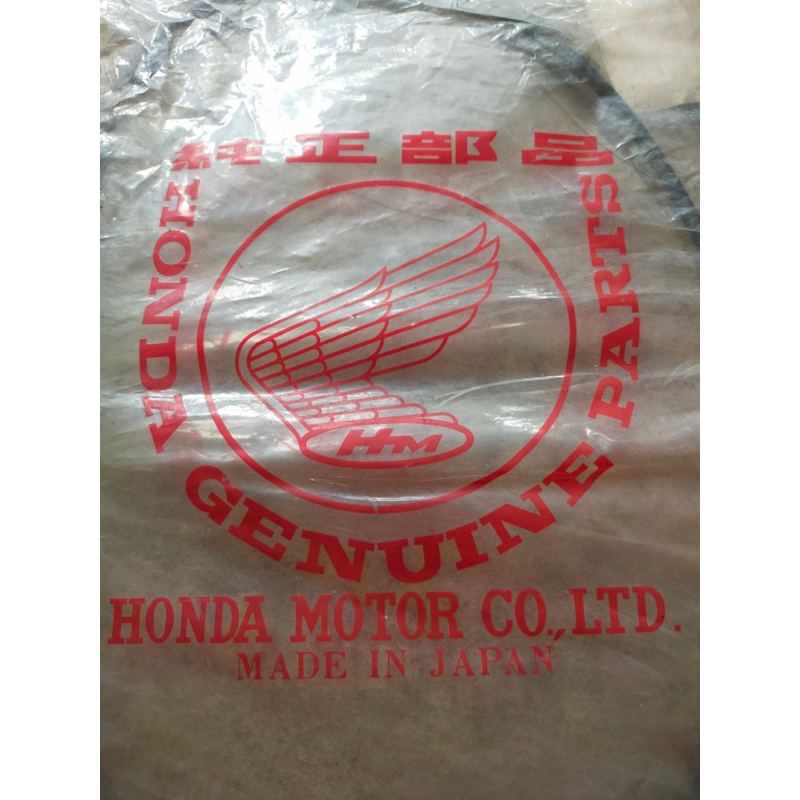 純正部品
HONDA GENUINE PARTS
HM
HONDA MOTOR CO., LTD.
MADE IN JAPAN